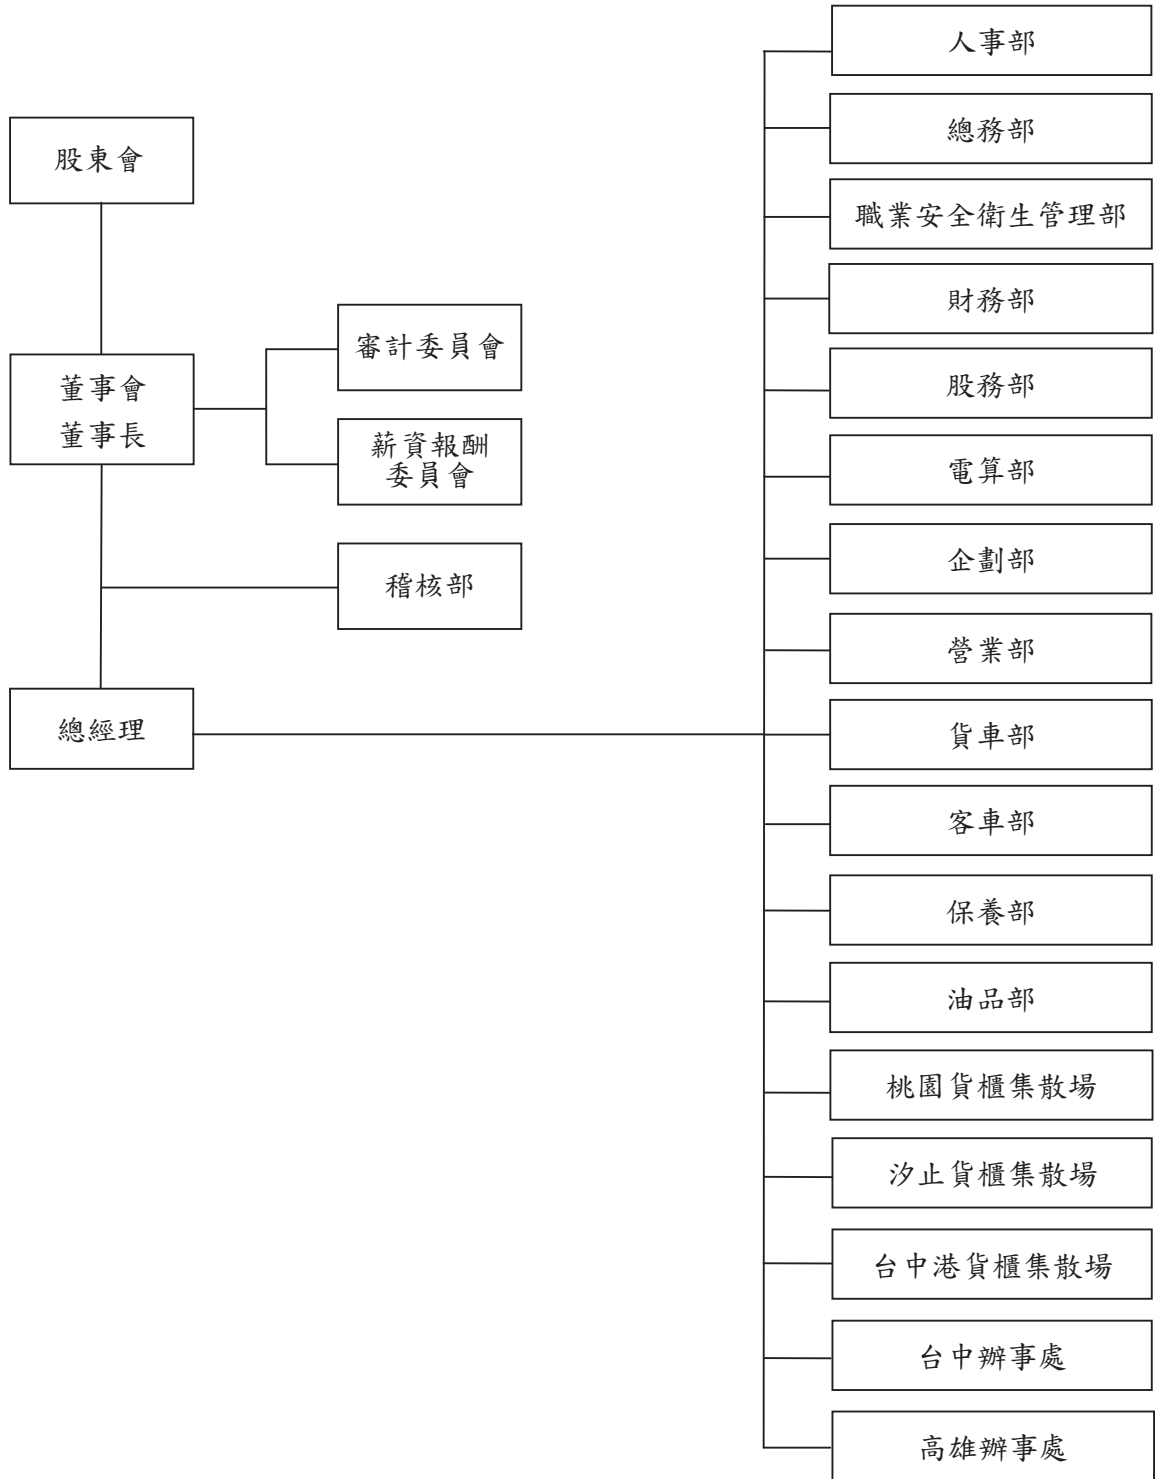 股東會
董事會
董事長
審計委員會
薪資報酬
委員會
稽核部
總經理
人事部
總務部
職業安全衛生管理部
財務部
股務部
電算部
企劃部
營業部
貨車部
客車部
保養部
油品部
桃園貨櫃集散場
汐止貨櫃集散場
台中港貨櫃集散場
台中辦事處
高雄辦事處